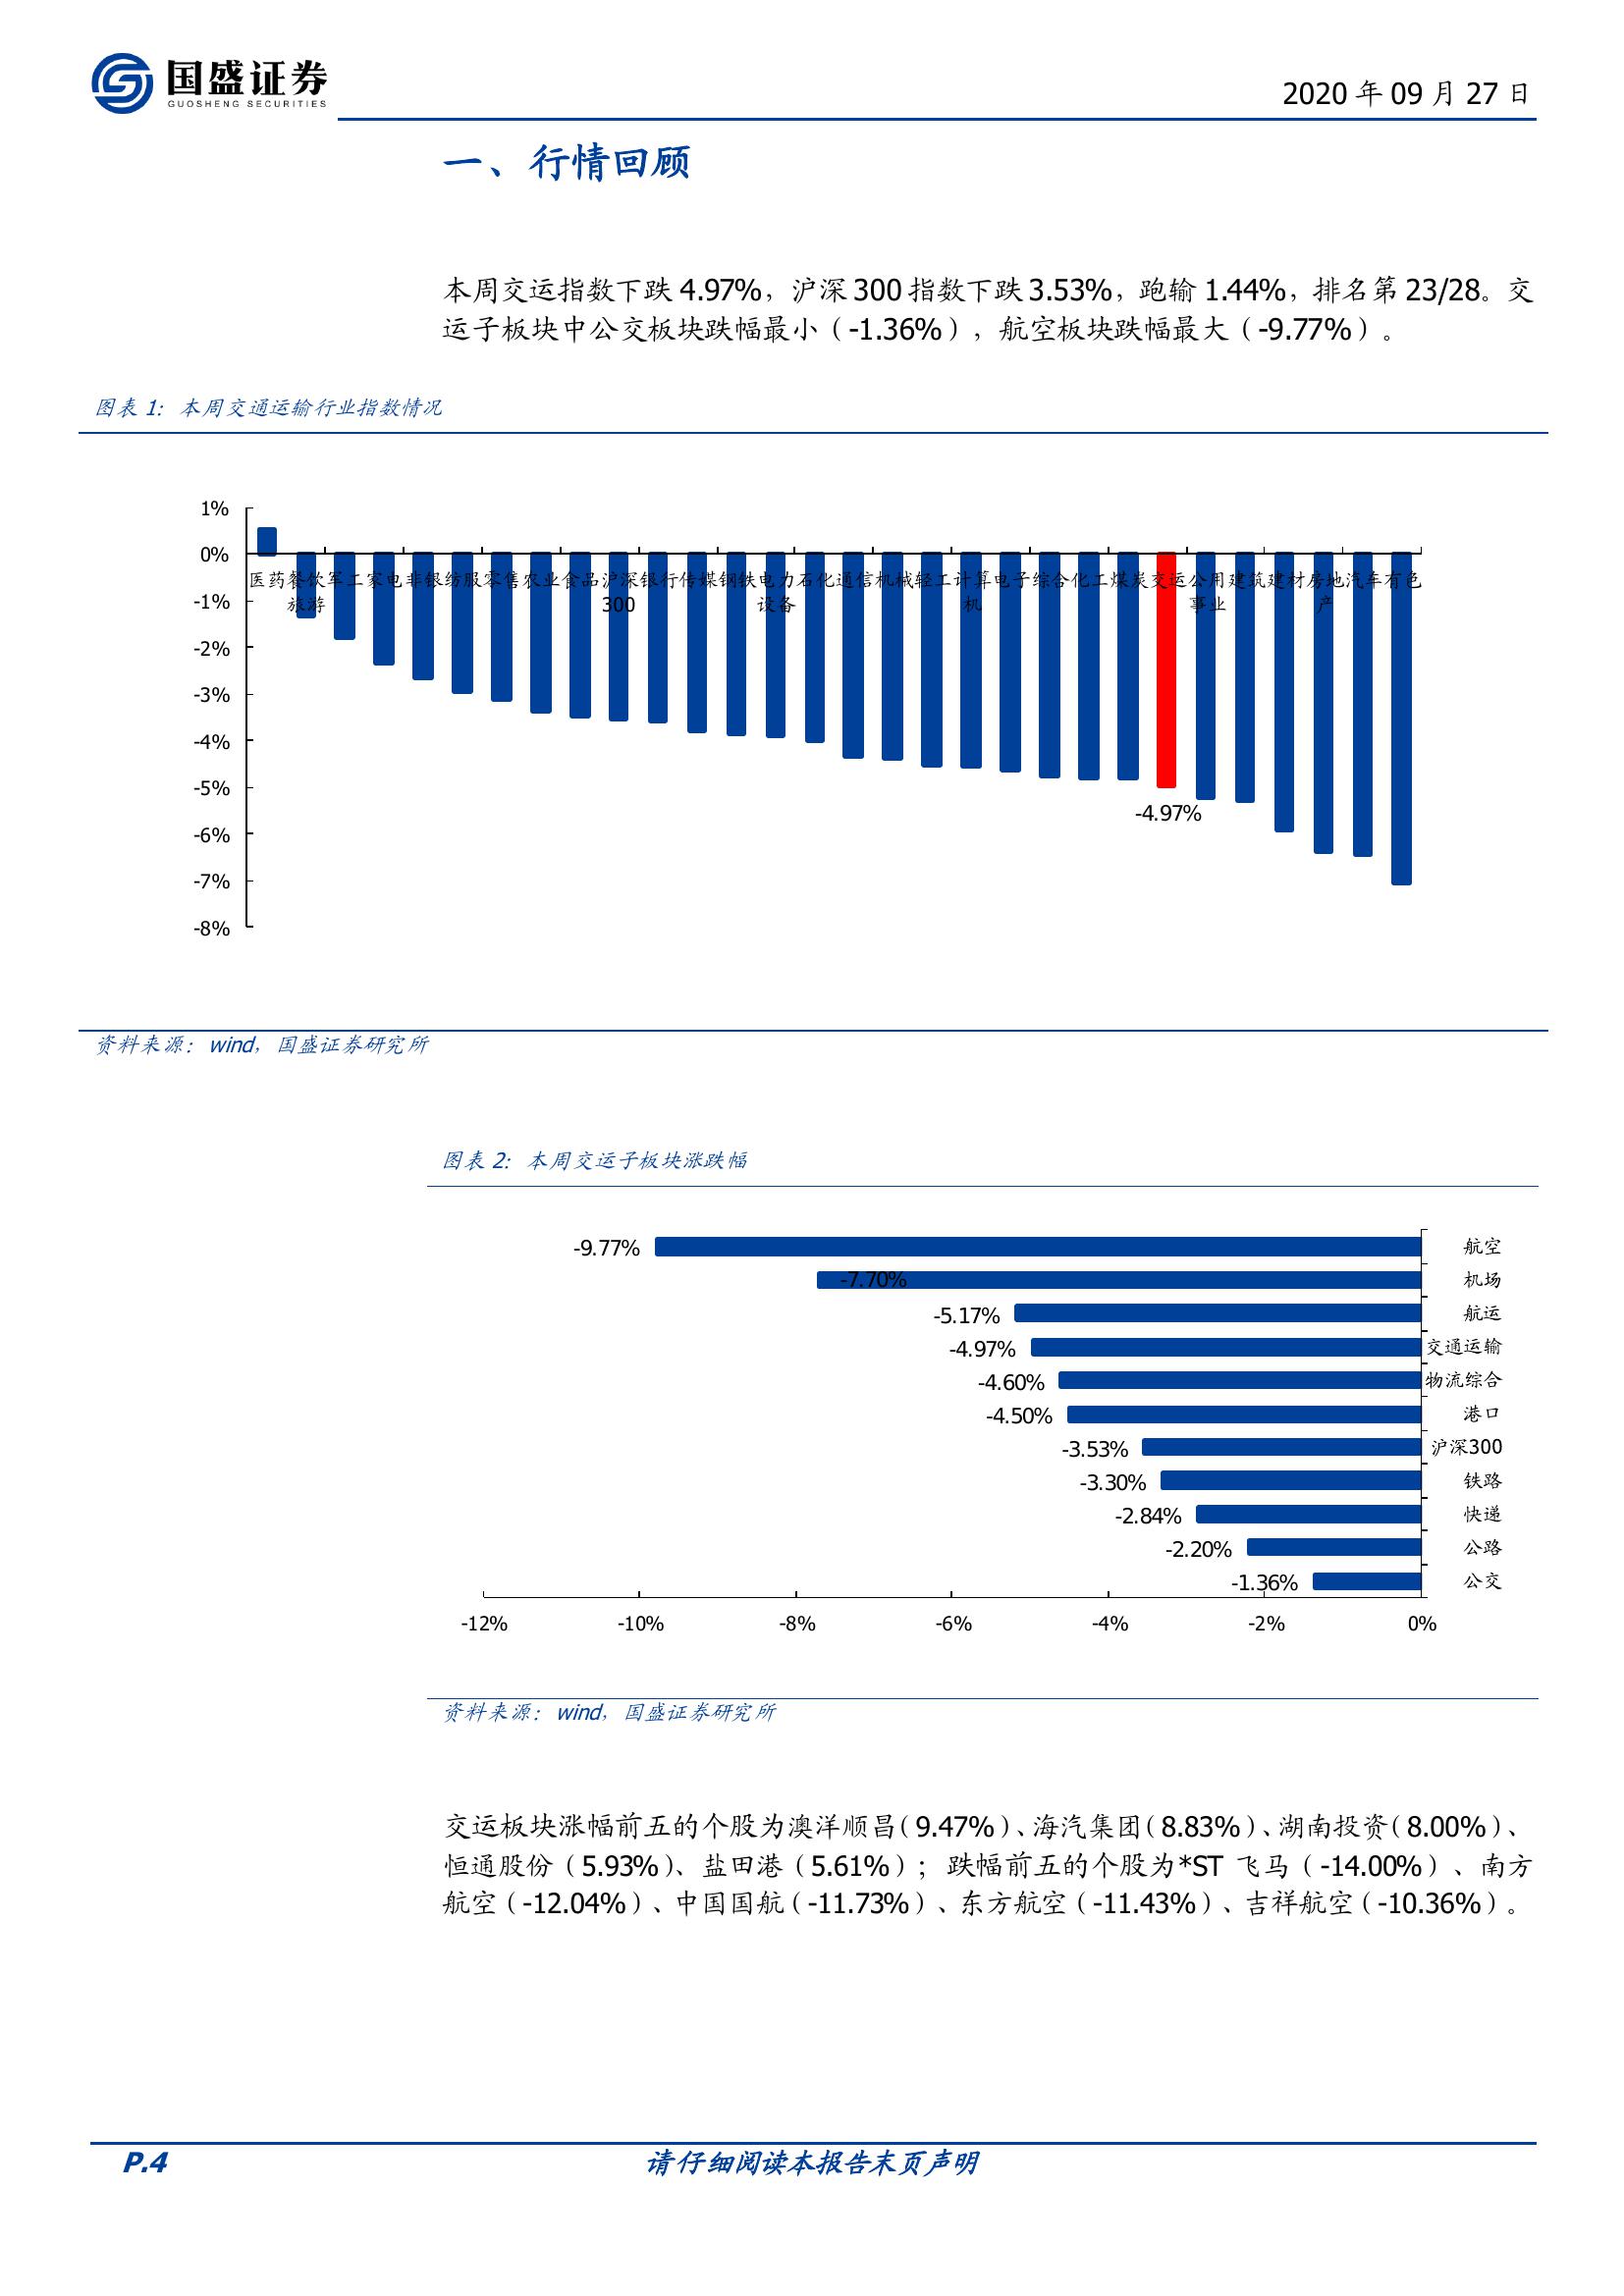 国盛证券
GUOSHENG SECURITIES
2020 年 09 月 27 日
一、行情回顾
本周交运指数下跌 4.97%，沪深 300 指数下跌 3.53%，跑输 1.44%，排名第 23/28。交
运子板块中公交板块跌幅最小（-1.36%），航空板块跌幅最大（-9.77%）。
图表 1：本周交通运输行业指数情况
1%
0%
-1%
-2%
-3%
-4%
-5%
-6%
-7%
-8%
医药 餐饮 军工 家电 非银 纺服 零售 农业 食品 沪深 银行 传媒 钢铁 电力 石化 通信 机械 轻工 计算 电子 综合 化工 煤炭 交运 公用 建筑 建材 房地 汽车 有色
旅游 300 设备 机 事业 产
-4.97%
资料来源：wind，国盛证券研究所
图表 2：本周交运子板块涨跌幅
-9.77% 航空
-7.70% 机场
-5.17% 航运
-4.97% 交通运输
-4.60% 物流综合
-4.50% 港口
-3.53% 沪深300
-3.30% 铁路
-2.84% 快递
-2.20% 公路
-1.36% 公交
-12% -10% -8% -6% -4% -2% 0%
资料来源：wind，国盛证券研究所
交运板块涨幅前五的个股为澳洋顺昌（9.47%）、海汽集团（8.83%）、湖南投资（8.00%）、
恒通股份（5.93%）、盐田港（5.61%）；跌幅前五的个股为*ST 飞马（-14.00%）、南方
航空（-12.04%）、中国国航（-11.73%）、东方航空（-11.43%）、吉祥航空（-10.36%）。
P.4
请仔细阅读本报告末页声明